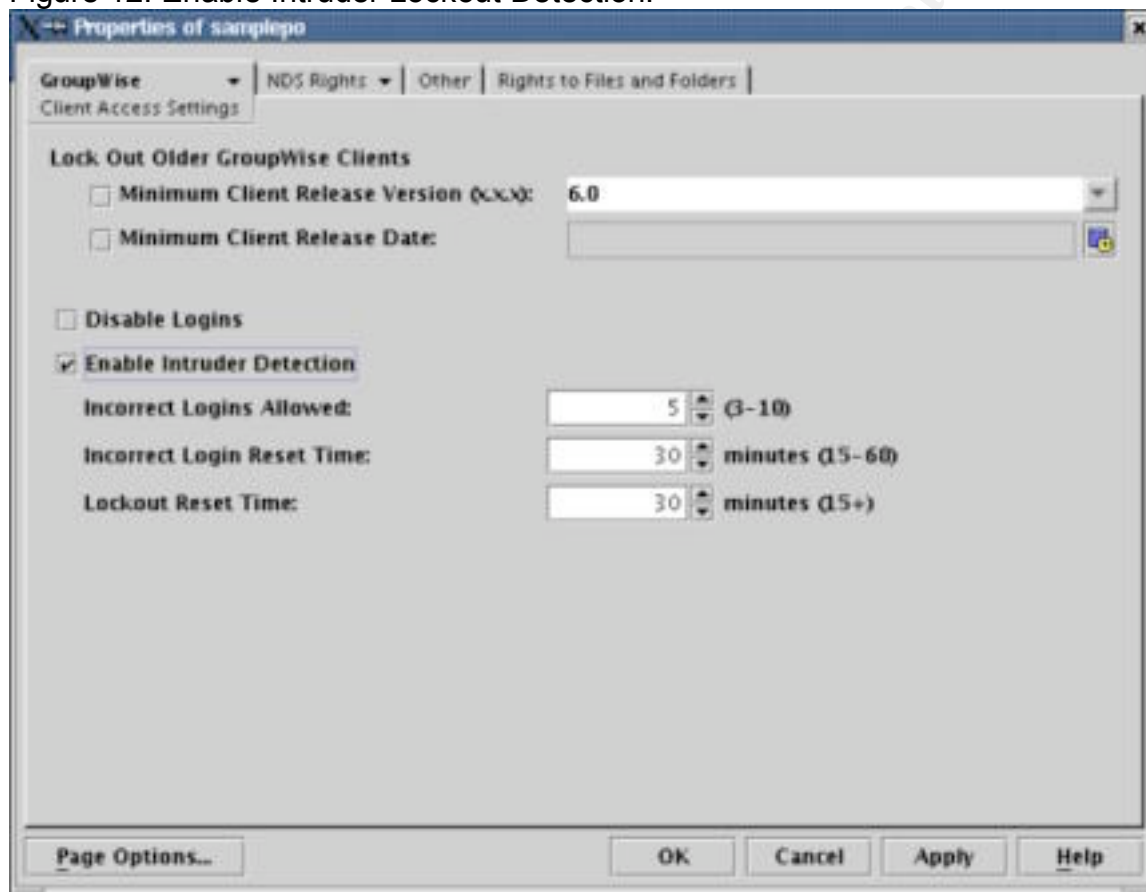 Figure 12: Enable Intruder Lockout Detection.
Properties of samplepo
GroupWise NDS Rights Other Rights to Files and Folders
Client Access Settings
Lock Out Older GroupWise Clients
Minimum Client Release Version (x.x.x): 6.0
Minimum Client Release Date:
Disable Logins
Enable Intruder Detection
Incorrect Logins Allowed: 5 (3-10)
Incorrect Login Reset Time: 30 minutes (15-60)
Lockout Reset Time: 30 minutes (15+)
Page Options... OK Cancel Apply Help